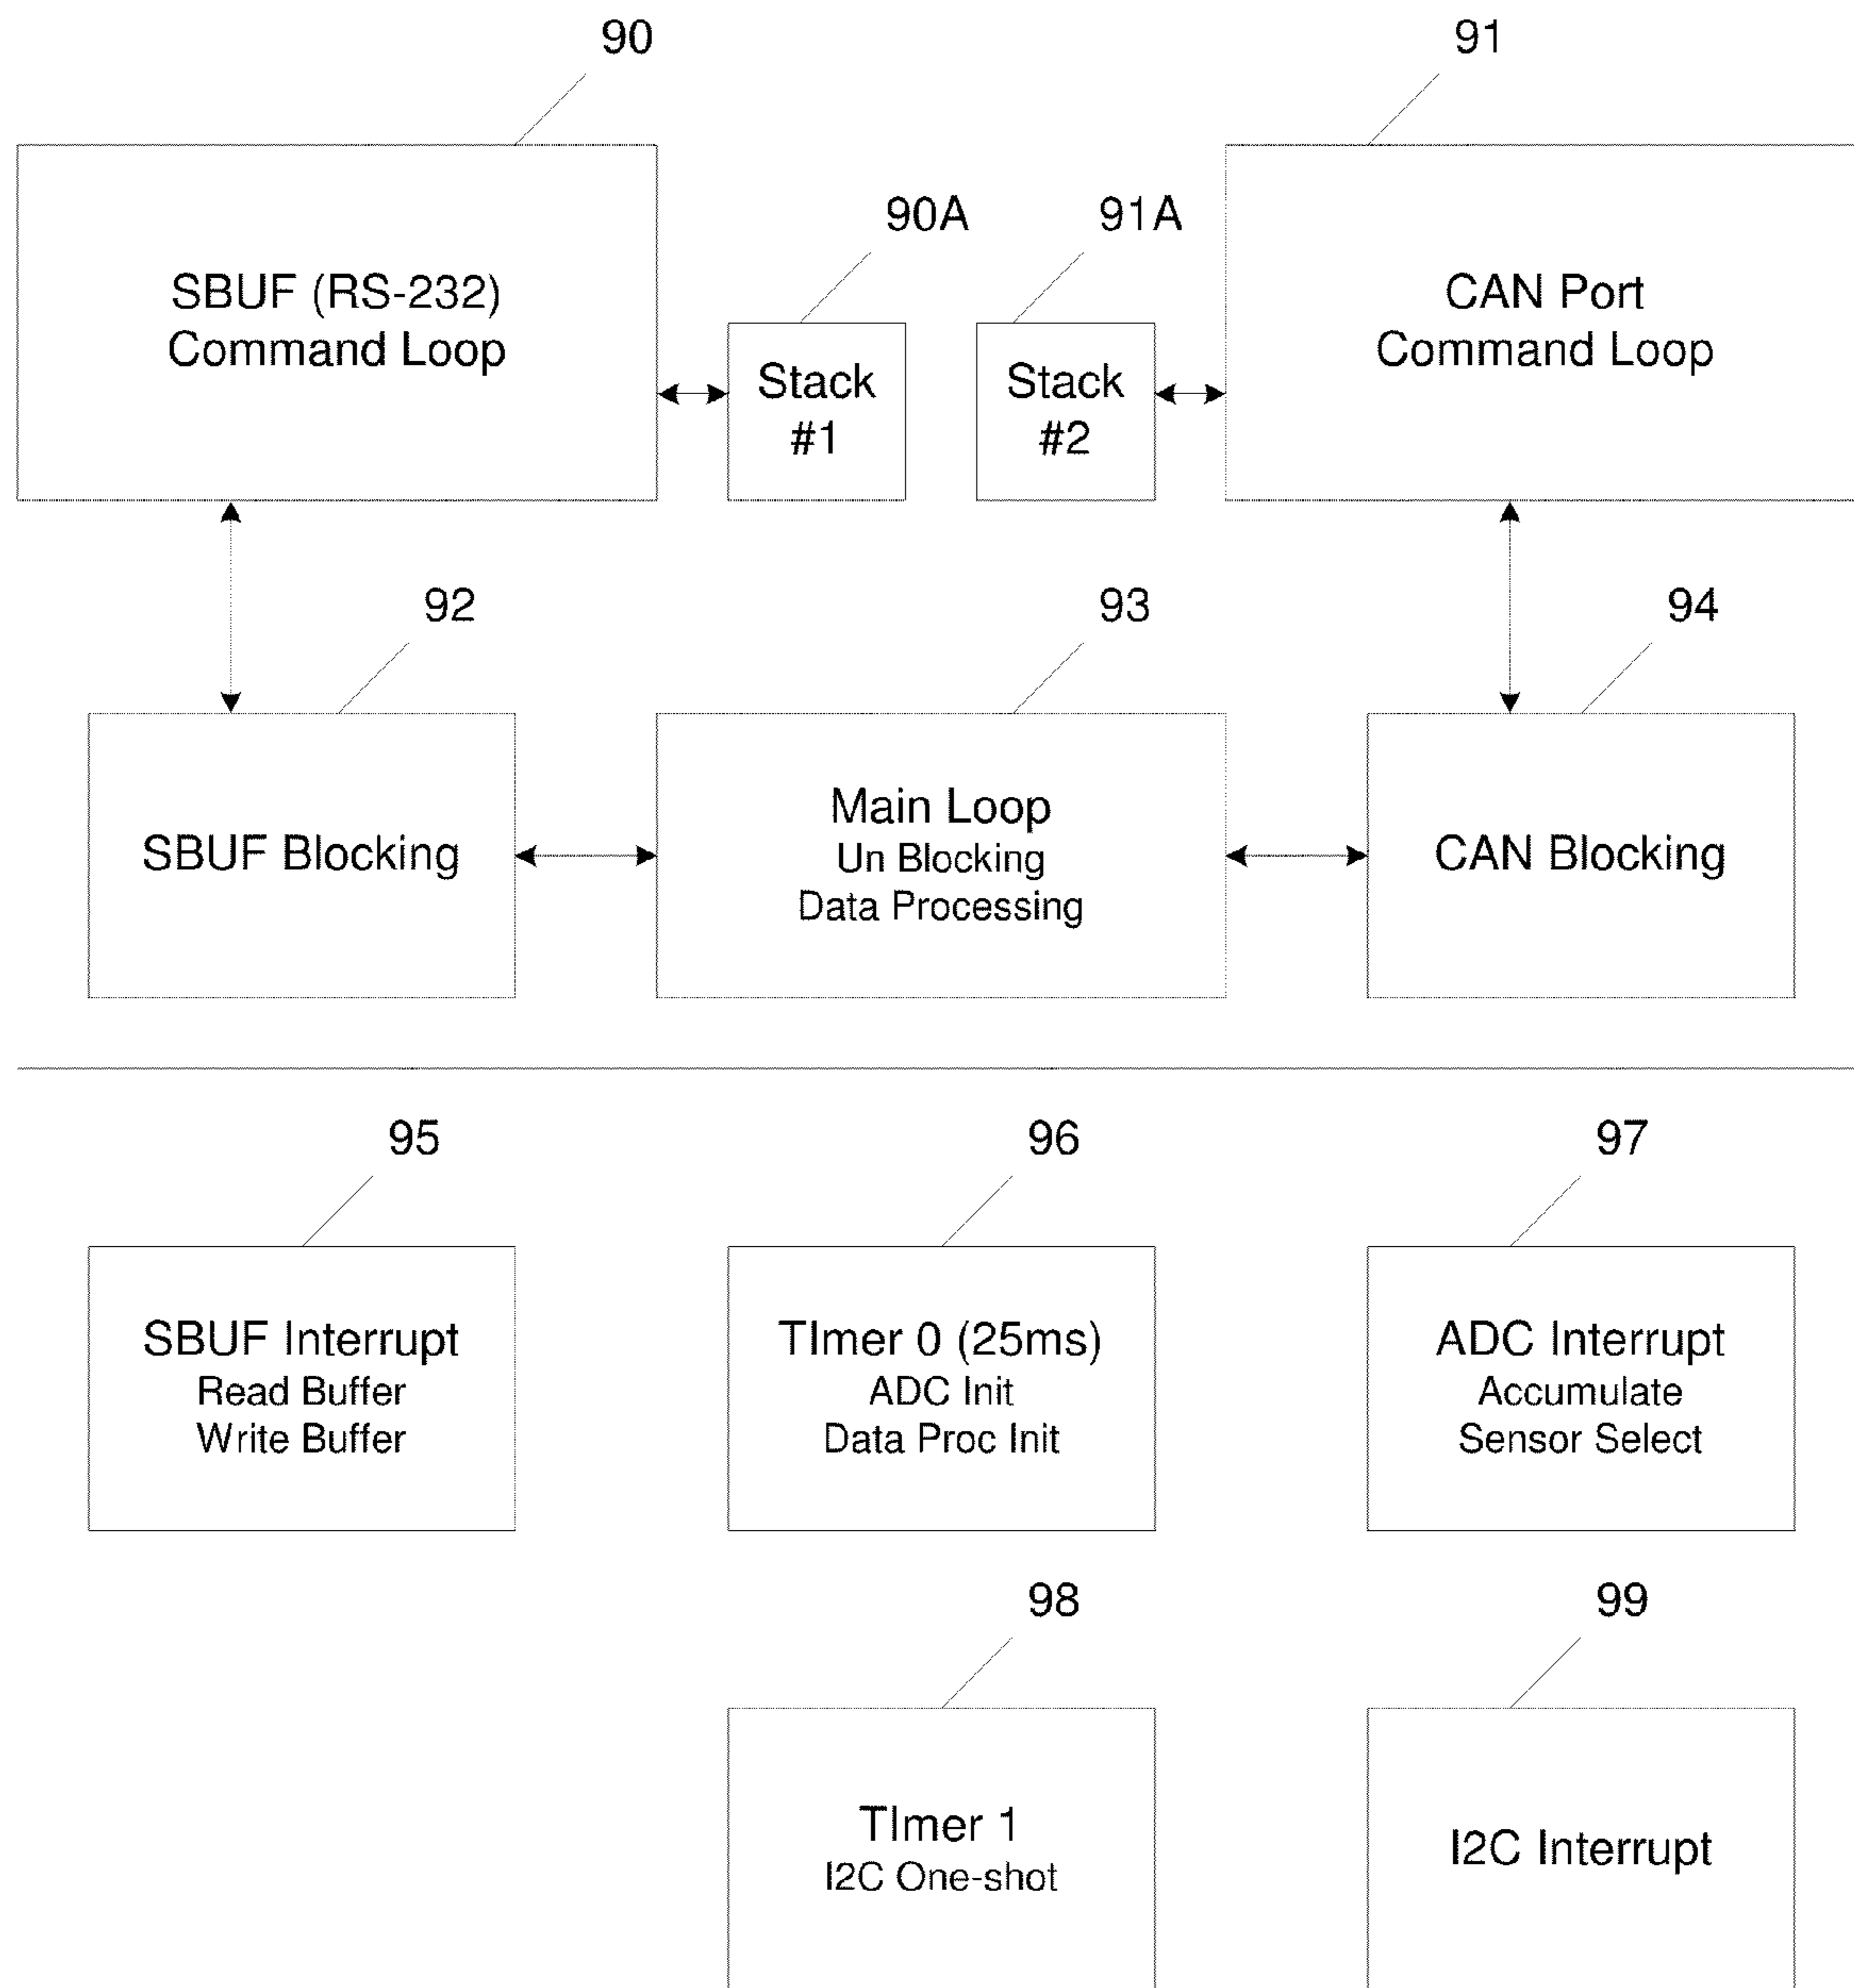 90
91
90A
91A
SBUF (RS-232)
Command Loop
Stack
#1
Stack
#2
CAN Port
Command Loop
92
93
94
SBUF Blocking
Main Loop
Un Blocking
Data Processing
CAN Blocking
95
96
97
SBUF Interrupt
Read Buffer
Write Buffer
TImer 0 (25ms)
ADC Init
Data Proc Init
ADC Interrupt
Accumulate
Sensor Select
98
99
TImer 1
I2C One-shot
I2C Interrupt